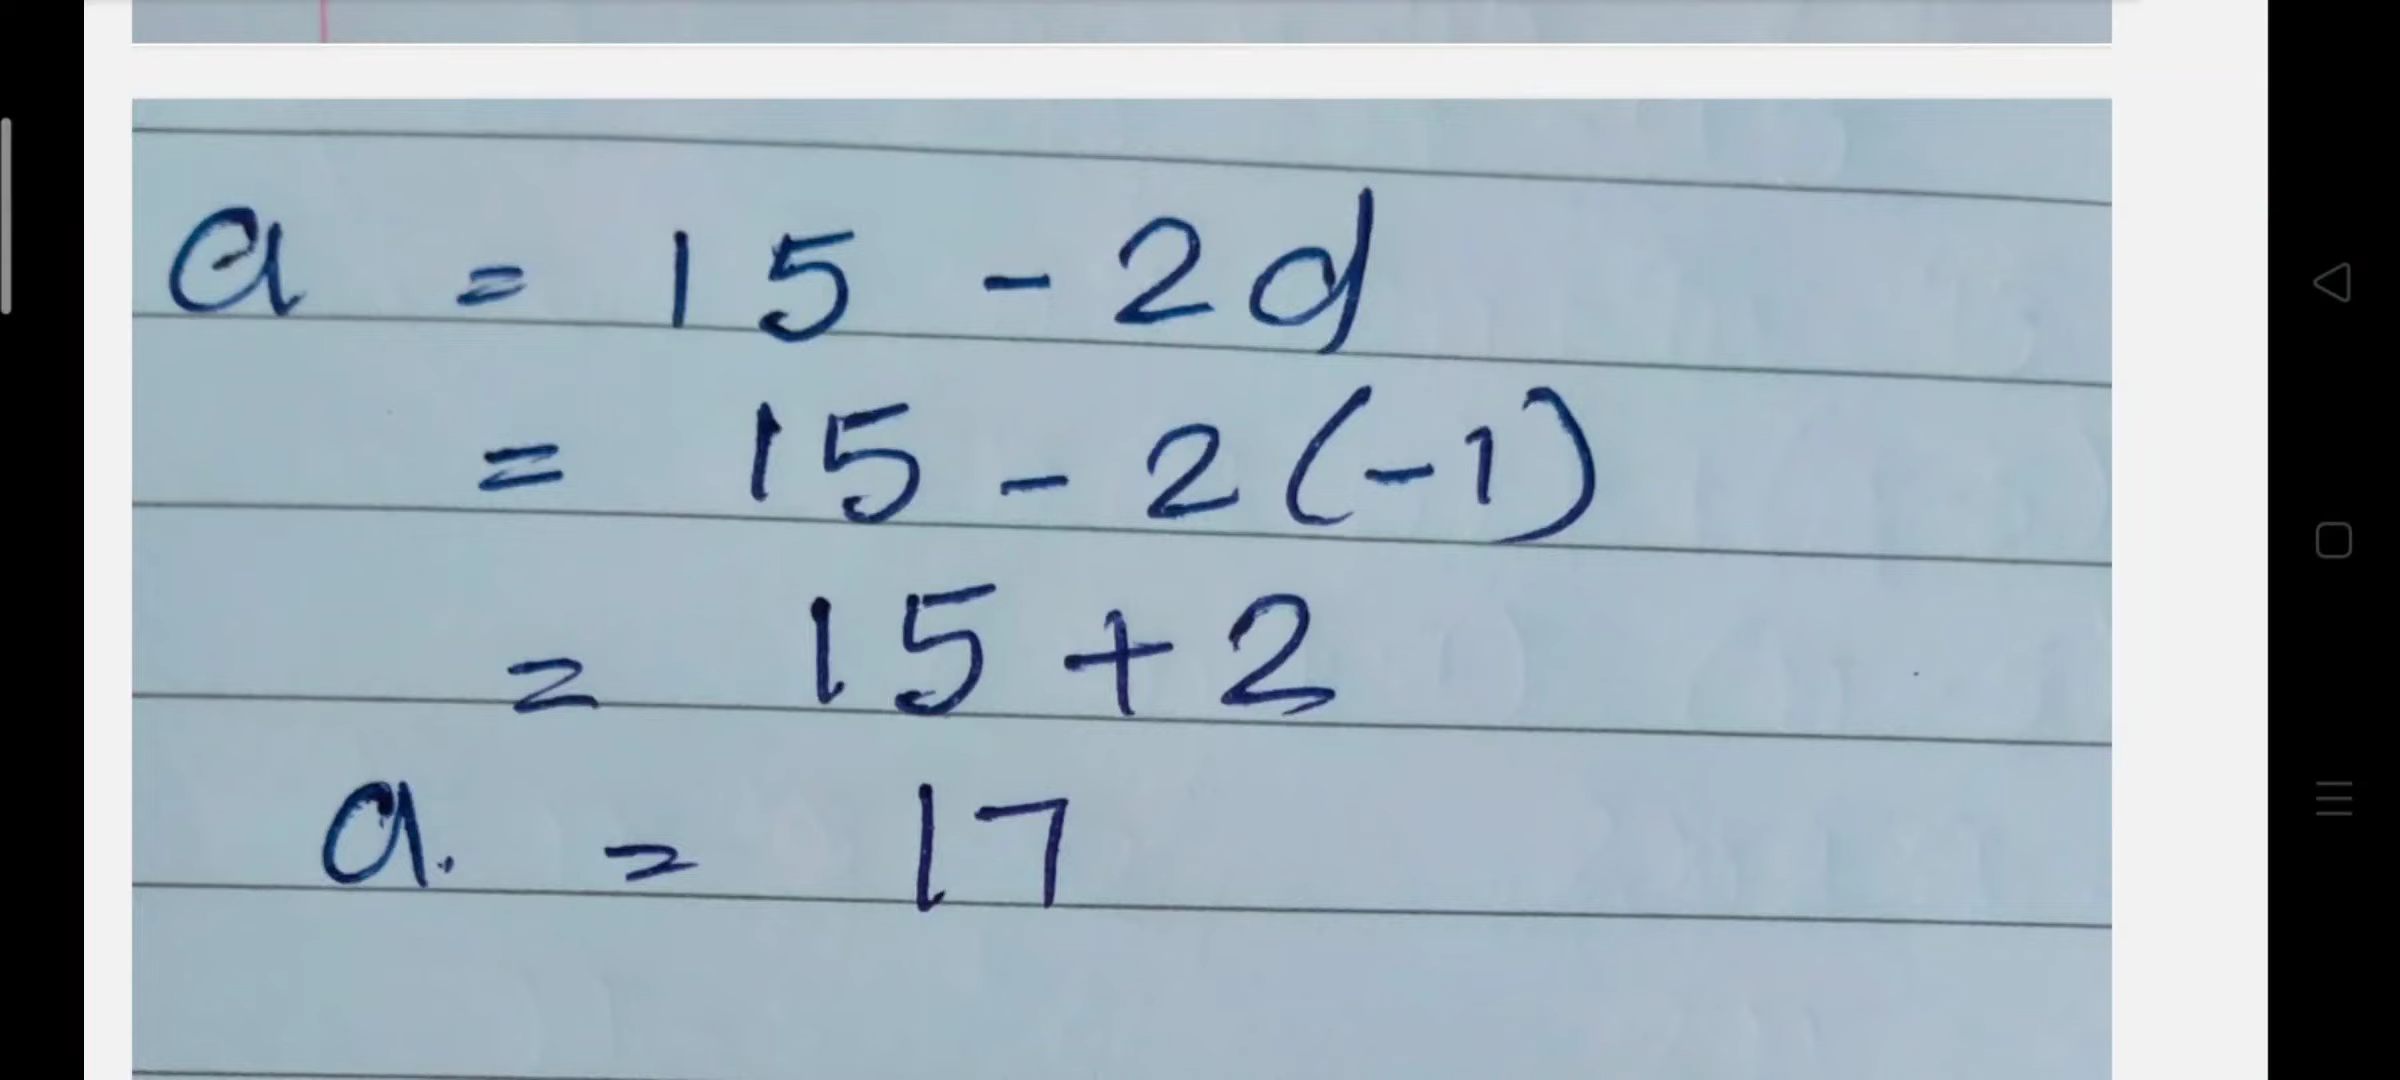 a = 15 - 2d
= 15 - 2(-1)
= 15 + 2
a. = 17